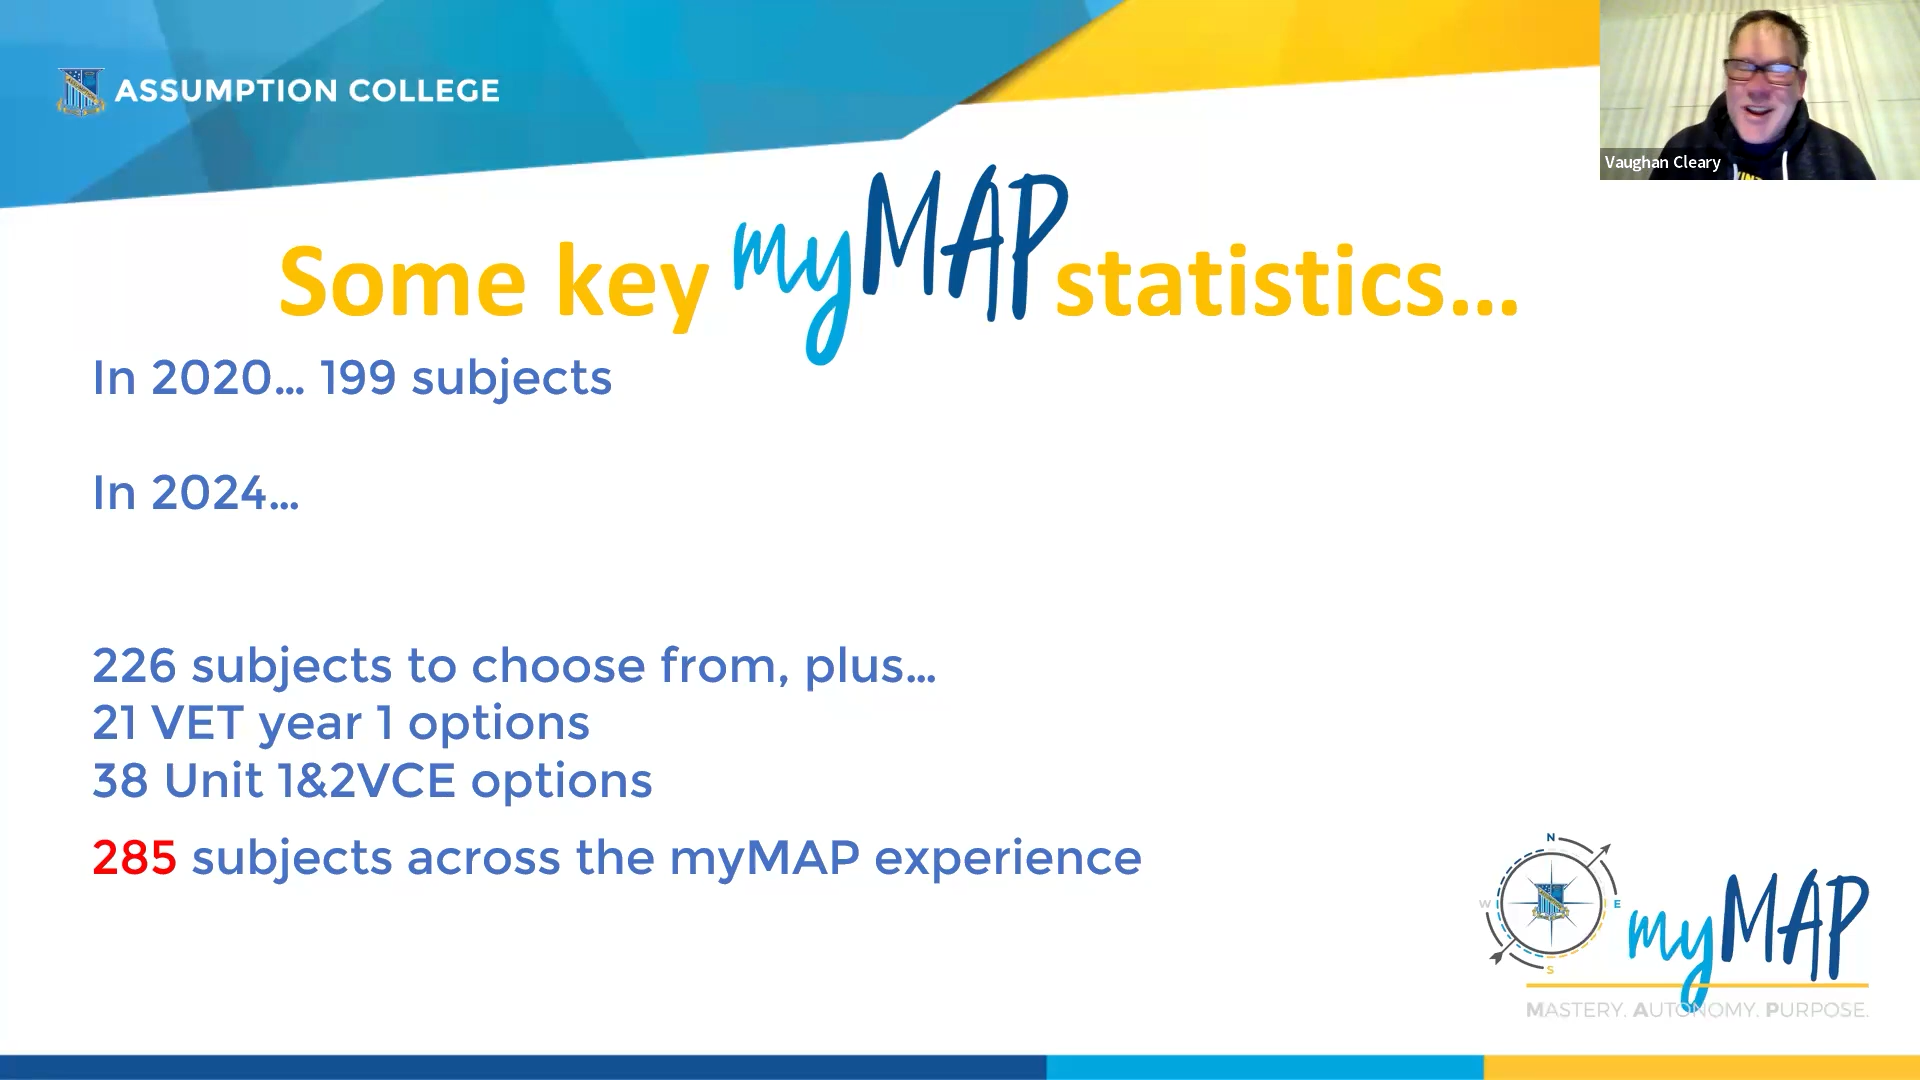 ASSUMPTION COLLEGE
Vaughan Cleary
Some key myMAP statistics...
In 2020... 199 subjects
In 2024...
226 subjects to choose from, plus...
21 VET year 1 options
38 Unit 1&2VCE options
285 subjects across the myMAP experience
N
W
E
S
myMAP
MASTERY. AUTONOMY. PURPOSE.